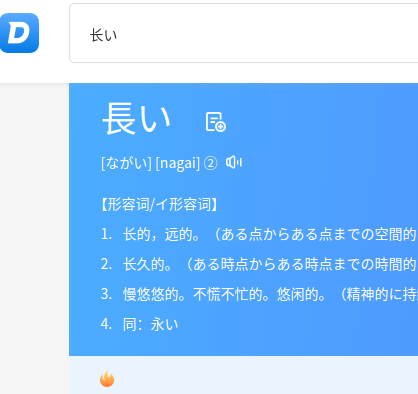 D
长い
長い
[ながい] [nagai] ②
【形容词/イ形容词】
1. 长的，远的。（ある点からある点までの空間的
2. 长久的。（ある時点からある時点までの時間的
3. 慢悠悠的。不慌不忙的。悠闲的。（精神的に持
4. 同：永い